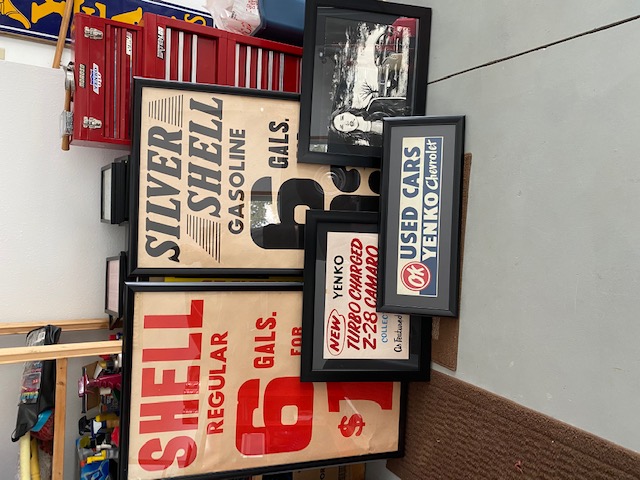 SILVER
SHELL
GASOLINE
GALS.
SHELL
REGULAR
6 GALS.
FOR
$1
NEW YENKO
TURBO CHARGED
Z-28 CAMARO
OK USED CARS
YENKO Chevrolet